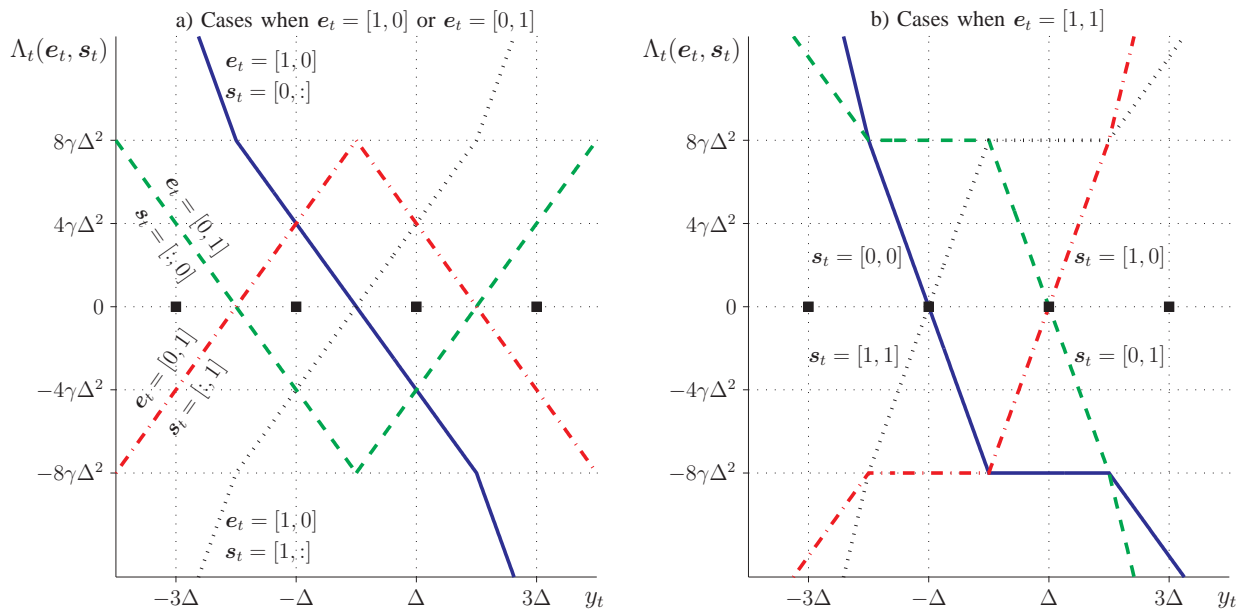 a) Cases when e_t = [1, 0] or e_t = [0, 1]
Λ_t(e_t, s_t)
e_t = [1, 0]
s_t = [0, :]
8γΔ²
4γΔ²
0
−4γΔ²
−8γΔ²
e_t = [0, 1]
s_t = [:, 0]
e_t = [0, 1]
s_t = [:, 1]
e_t = [1, 0]
s_t = [1, :]
−3Δ
−Δ
Δ
3Δ
y_t
b) Cases when e_t = [1, 1]
Λ_t(e_t, s_t)
8γΔ²
4γΔ²
0
−4γΔ²
−8γΔ²
s_t = [0, 0]
s_t = [1, 0]
s_t = [1, 1]
s_t = [0, 1]
−3Δ
−Δ
Δ
3Δ
y_t